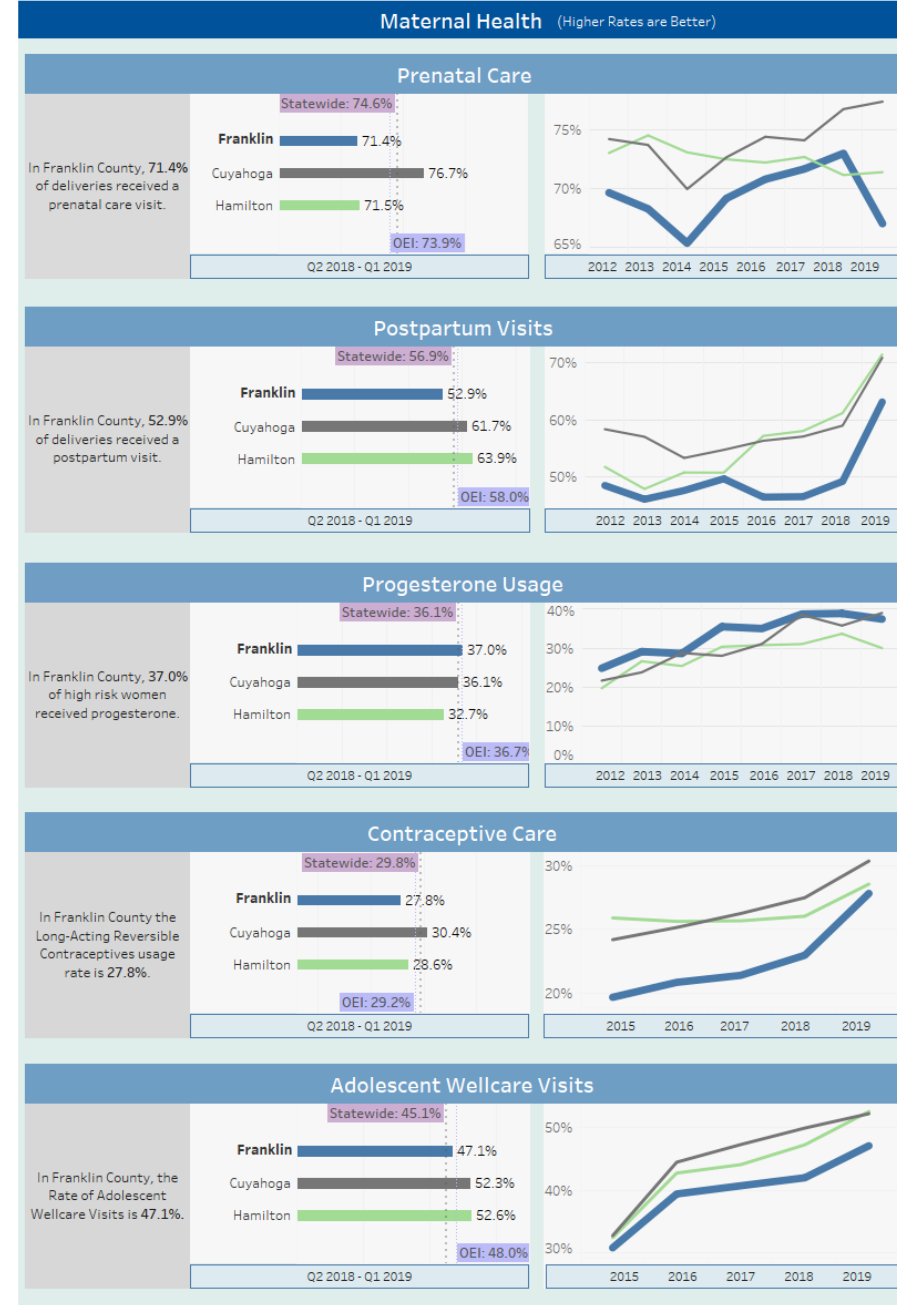 Maternal Health (Higher Rates are Better)
Prenatal Care
In Franklin County, 71.4%
of deliveries received a
prenatal care visit.
Statewide: 74.6%
Franklin 71.4%
Cuyahoga 76.7%
Hamilton 71.5%
OEI: 73.9%
Q2 2018 - Q1 2019
75%
70%
65%
2012 2013 2014 2015 2016 2017 2018 2019
Postpartum Visits
In Franklin County, 52.9%
of deliveries received a
postpartum visit.
Statewide: 56.9%
Franklin 52.9%
Cuyahoga 61.7%
Hamilton 63.9%
OEI: 58.0%
Q2 2018 - Q1 2019
70%
60%
50%
2012 2013 2014 2015 2016 2017 2018 2019
Progesterone Usage
In Franklin County, 37.0%
of high risk women
received progesterone.
Statewide: 36.1%
Franklin 37.0%
Cuyahoga 36.1%
Hamilton 32.7%
OEI: 36.7%
Q2 2018 - Q1 2019
40%
30%
20%
10%
0%
2012 2013 2014 2015 2016 2017 2018 2019
Contraceptive Care
In Franklin County the
Long-Acting Reversible
Contraceptives usage
rate is 27.8%.
Statewide: 29.8%
Franklin 27.8%
Cuyahoga 30.4%
Hamilton 28.6%
OEI: 29.2%
Q2 2018 - Q1 2019
30%
25%
20%
2015 2016 2017 2018 2019
Adolescent Wellcare Visits
In Franklin County, the
Rate of Adolescent
Wellcare Visits is 47.1%.
Statewide: 45.1%
Franklin 47.1%
Cuyahoga 52.3%
Hamilton 52.6%
OEI: 48.0%
Q2 2018 - Q1 2019
50%
40%
30%
2015 2016 2017 2018 2019